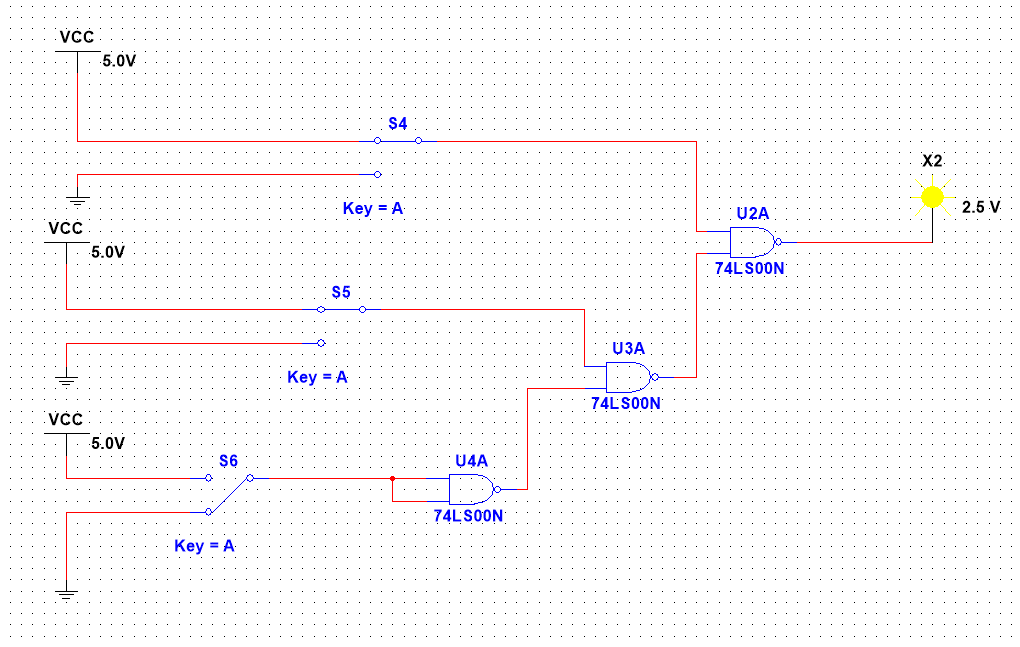 VCC
5.0V
S4
Key = A
X2
2.5 V
U2A
74LS00N
VCC
5.0V
S5
Key = A
U3A
74LS00N
VCC
5.0V
S6
Key = A
U4A
74LS00N